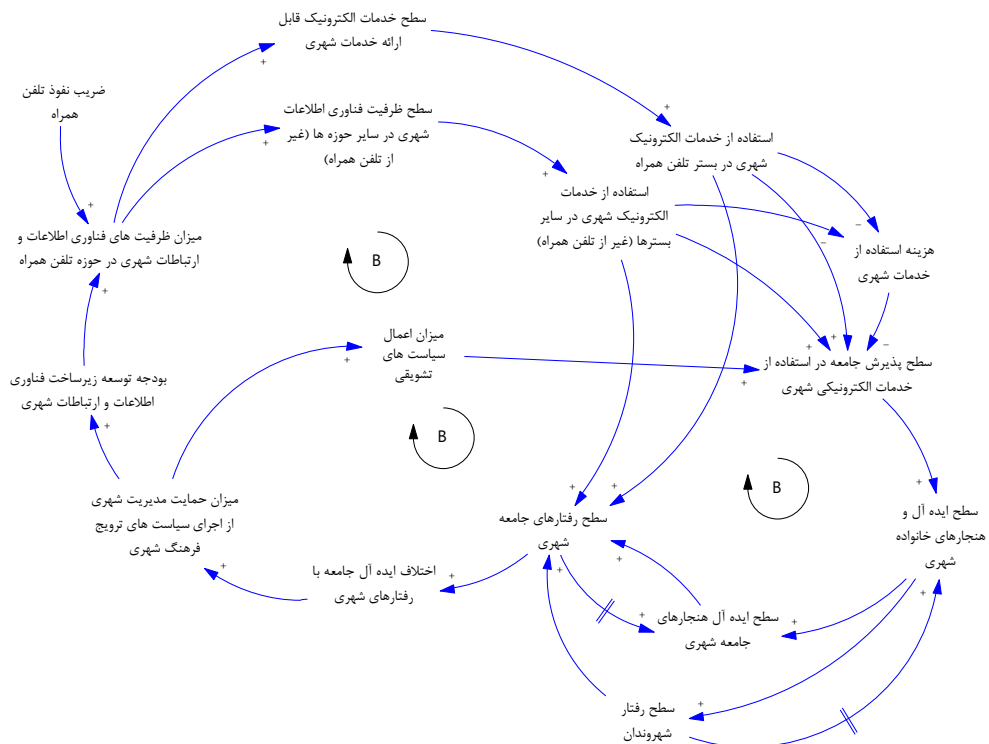 سطح خدمات الکترونیک قابل
ارائه خدمات شهری
ضریب نفوذ تلفن
همراه
سطح ظرفیت فناوری اطلاعات
شهری در سایر حوزه ها (غیر
از تلفن همراه)
استفاده از خدمات الکترونیک
شهری در بستر تلفن همراه
استفاده از خدمات
الکترونیک شهری در سایر
بسترها (غیر از تلفن همراه)
میزان ظرفیت های فناوری اطلاعات و
ارتباطات شهری در حوزه تلفن همراه
هزینه استفاده از
خدمات شهری
B
میزان اعمال
سیاست های
تشویقی
سطح پذیرش جامعه در استفاده از
خدمات الکترونیکی شهری
بودجه توسعه زیرساخت فناوری
اطلاعات و ارتباطات شهری
B
B
میزان حمایت مدیریت شهری
از اجرای سیاست های ترویج
فرهنگ شهری
سطح رفتارهای جامعه
شهری
سطح ایده آل و
هنجارهای خانواده
شهری
اختلاف ایده آل جامعه با
رفتارهای شهری
سطح ایده آل هنجارهای
جامعه شهری
سطح رفتار
شهروندان